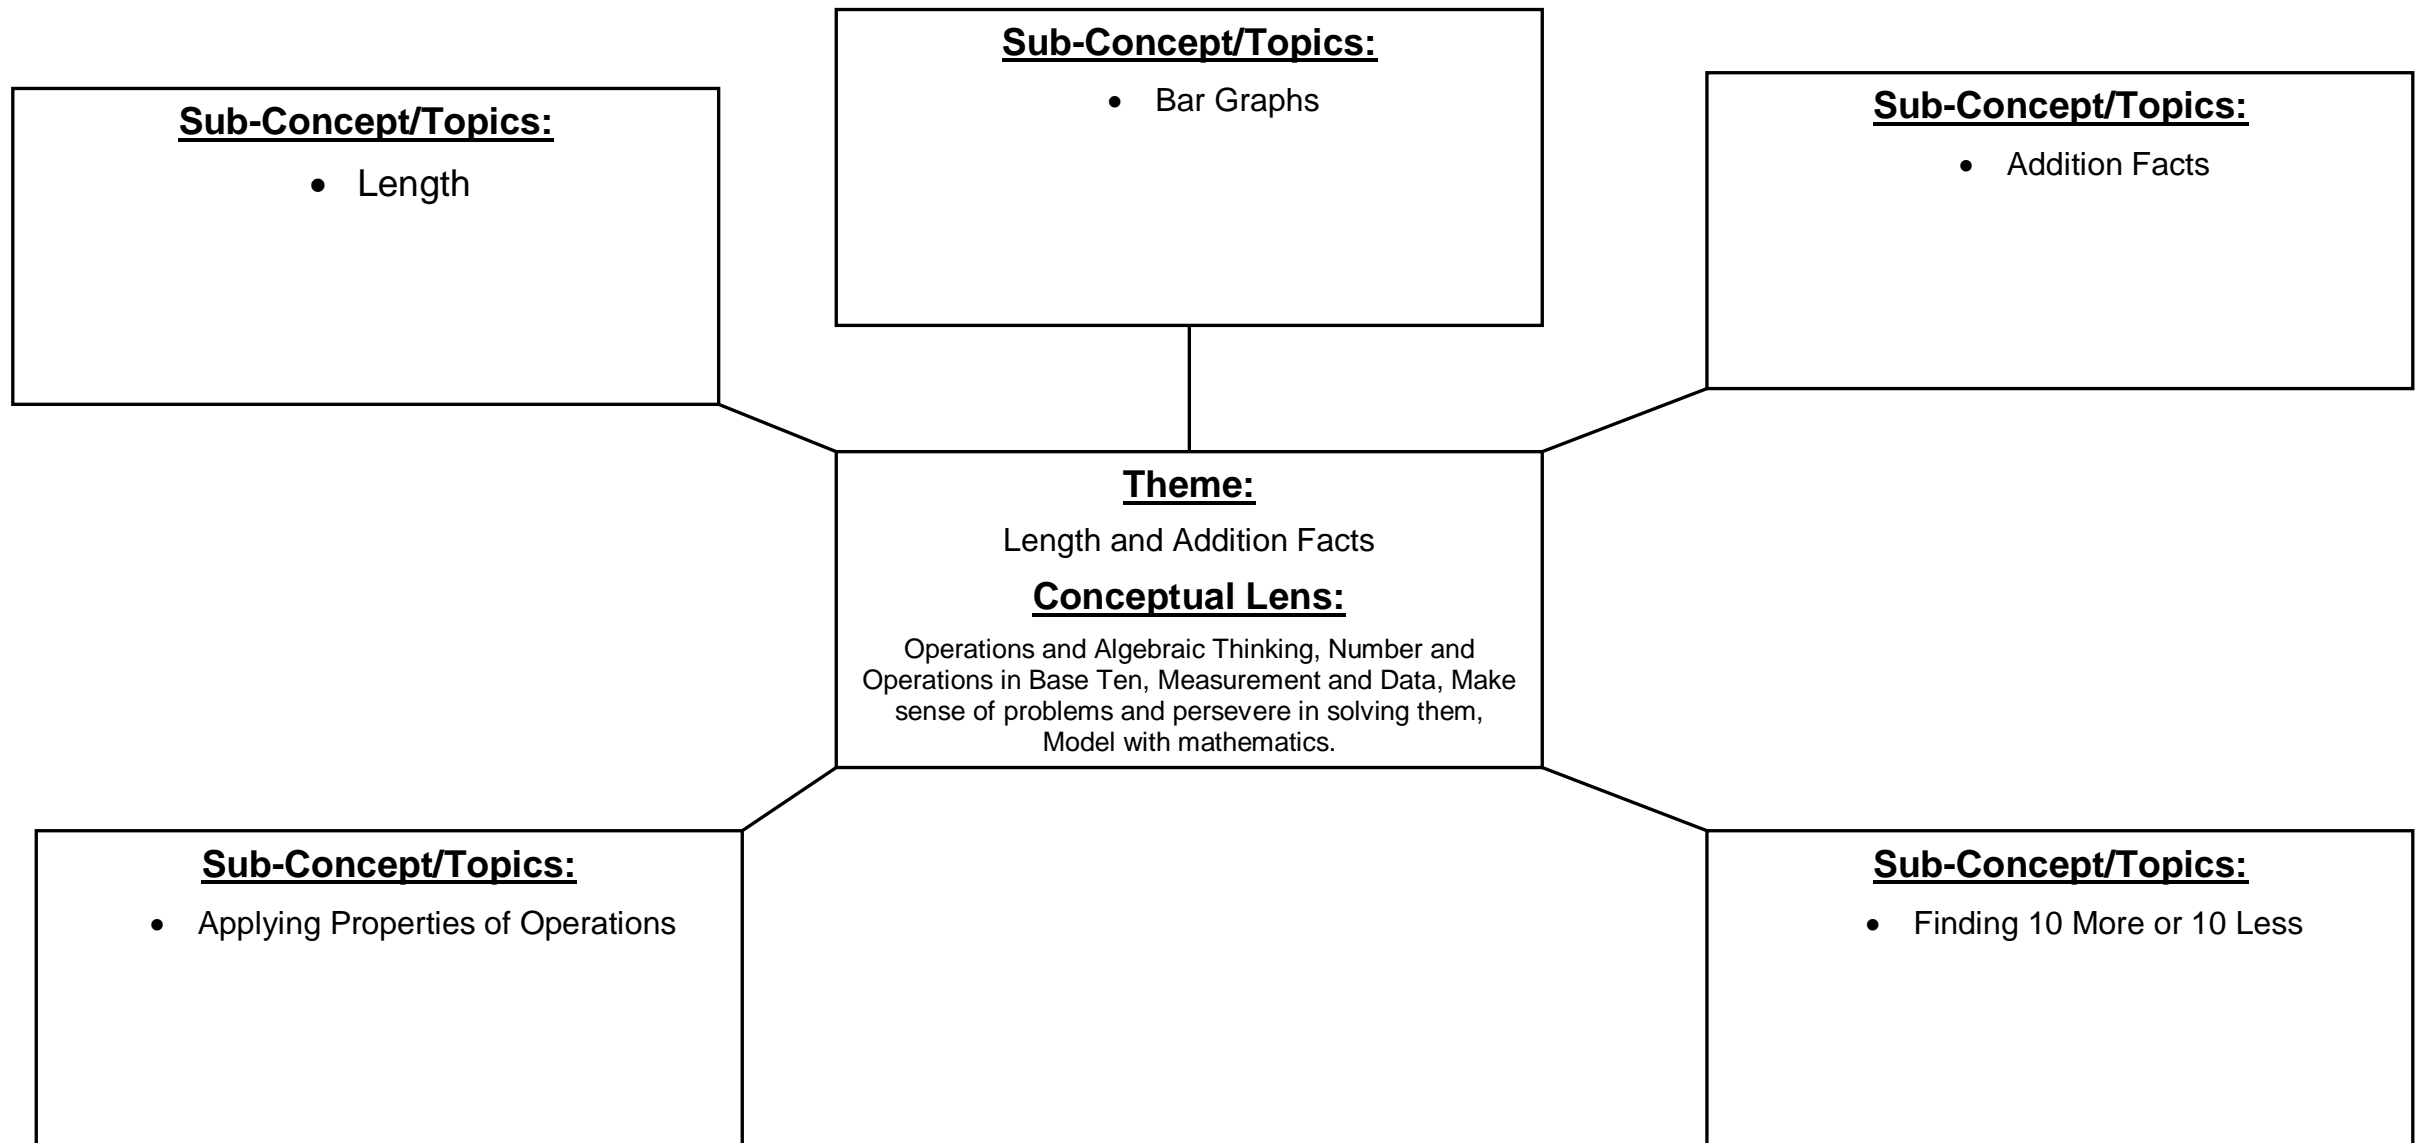 Sub-Concept/Topics:
• Length
Sub-Concept/Topics:
• Bar Graphs
Sub-Concept/Topics:
• Addition Facts
Theme:
Length and Addition Facts
Conceptual Lens:
Operations and Algebraic Thinking, Number and
Operations in Base Ten, Measurement and Data, Make
sense of problems and persevere in solving them,
Model with mathematics.
Sub-Concept/Topics:
• Applying Properties of Operations
Sub-Concept/Topics:
• Finding 10 More or 10 Less